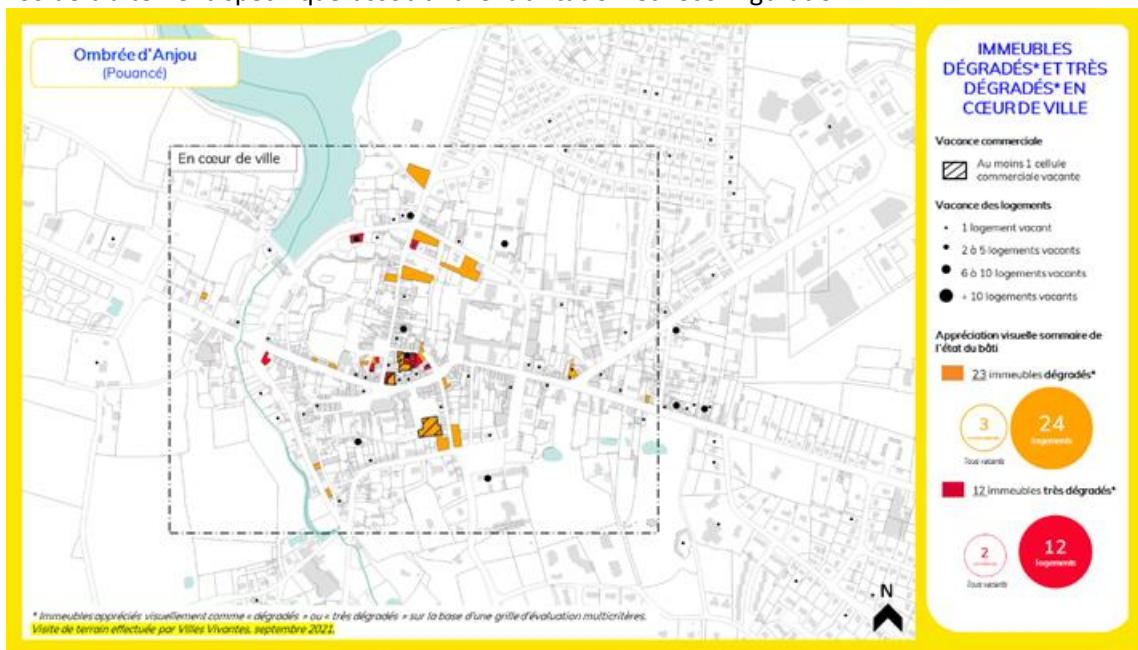 Ombrée d'Anjou
(Pouancé)
En cœur de ville
IMMEUBLES
DÉGRADÉS* ET TRÈS
DÉGRADÉS* EN
CŒUR DE VILLE
Vacance commerciale
Au moins 1 cellule
commerciale vacante
Vacance des logements
1 logement vacant
2 à 5 logements vacants
6 à 10 logements vacants
+ 10 logements vacants
Appréciation visuelle sommaire de
l'état du bâti
23 immeubles dégradés*
3
24
logements
Tous vacants
12 immeubles très dégradés*
2
12
logements
Tous vacants
N
* Immeubles appréciés visuellement comme « dégradés » ou « très dégradés » sur la base d'une grille d'évaluation multicritères.
Visite de terrain effectuée par Villes Vivantes, septembre 2021.